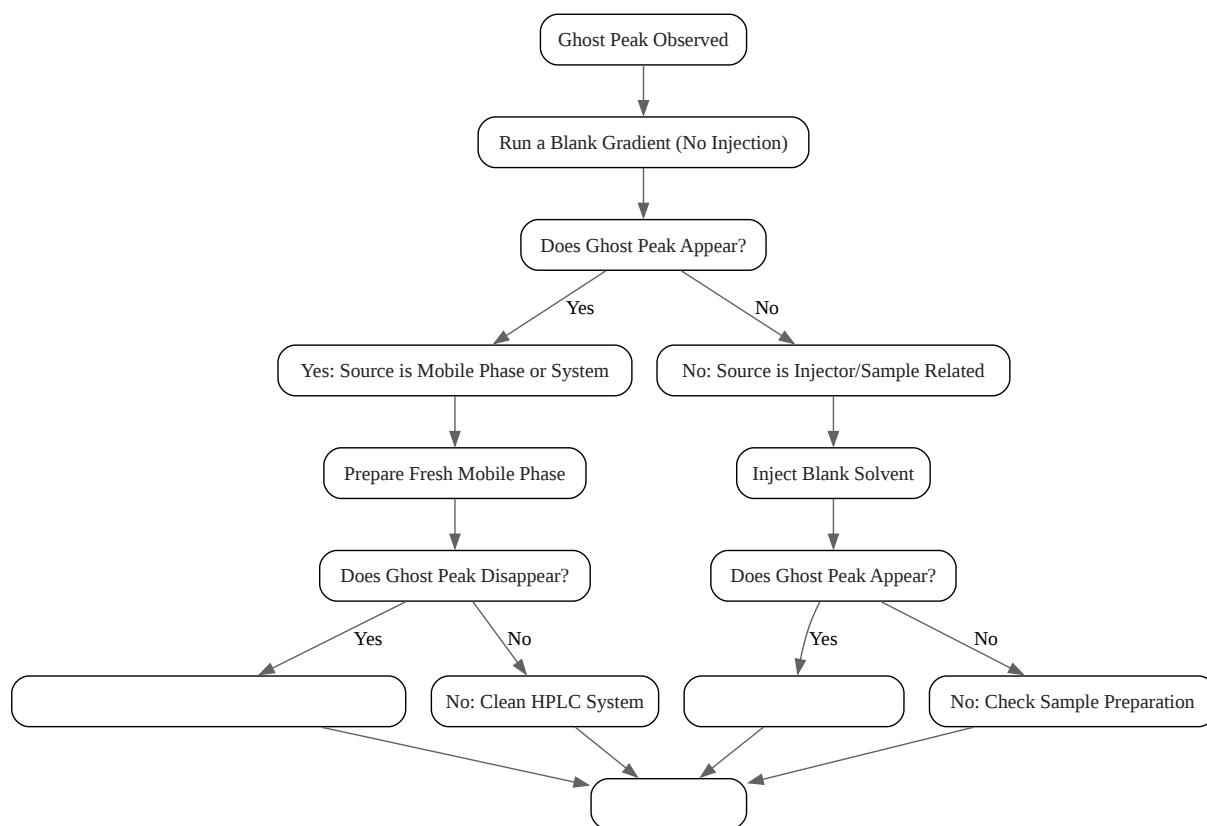 Ghost Peak Observed
Run a Blank Gradient (No Injection)
Does Ghost Peak Appear?
Yes
No
Yes: Source is Mobile Phase or System
No: Source is Injector/Sample Related
Prepare Fresh Mobile Phase
Inject Blank Solvent
Does Ghost Peak Disappear?
Does Ghost Peak Appear?
Yes
No
Yes
No
No: Clean HPLC System
No: Check Sample Preparation